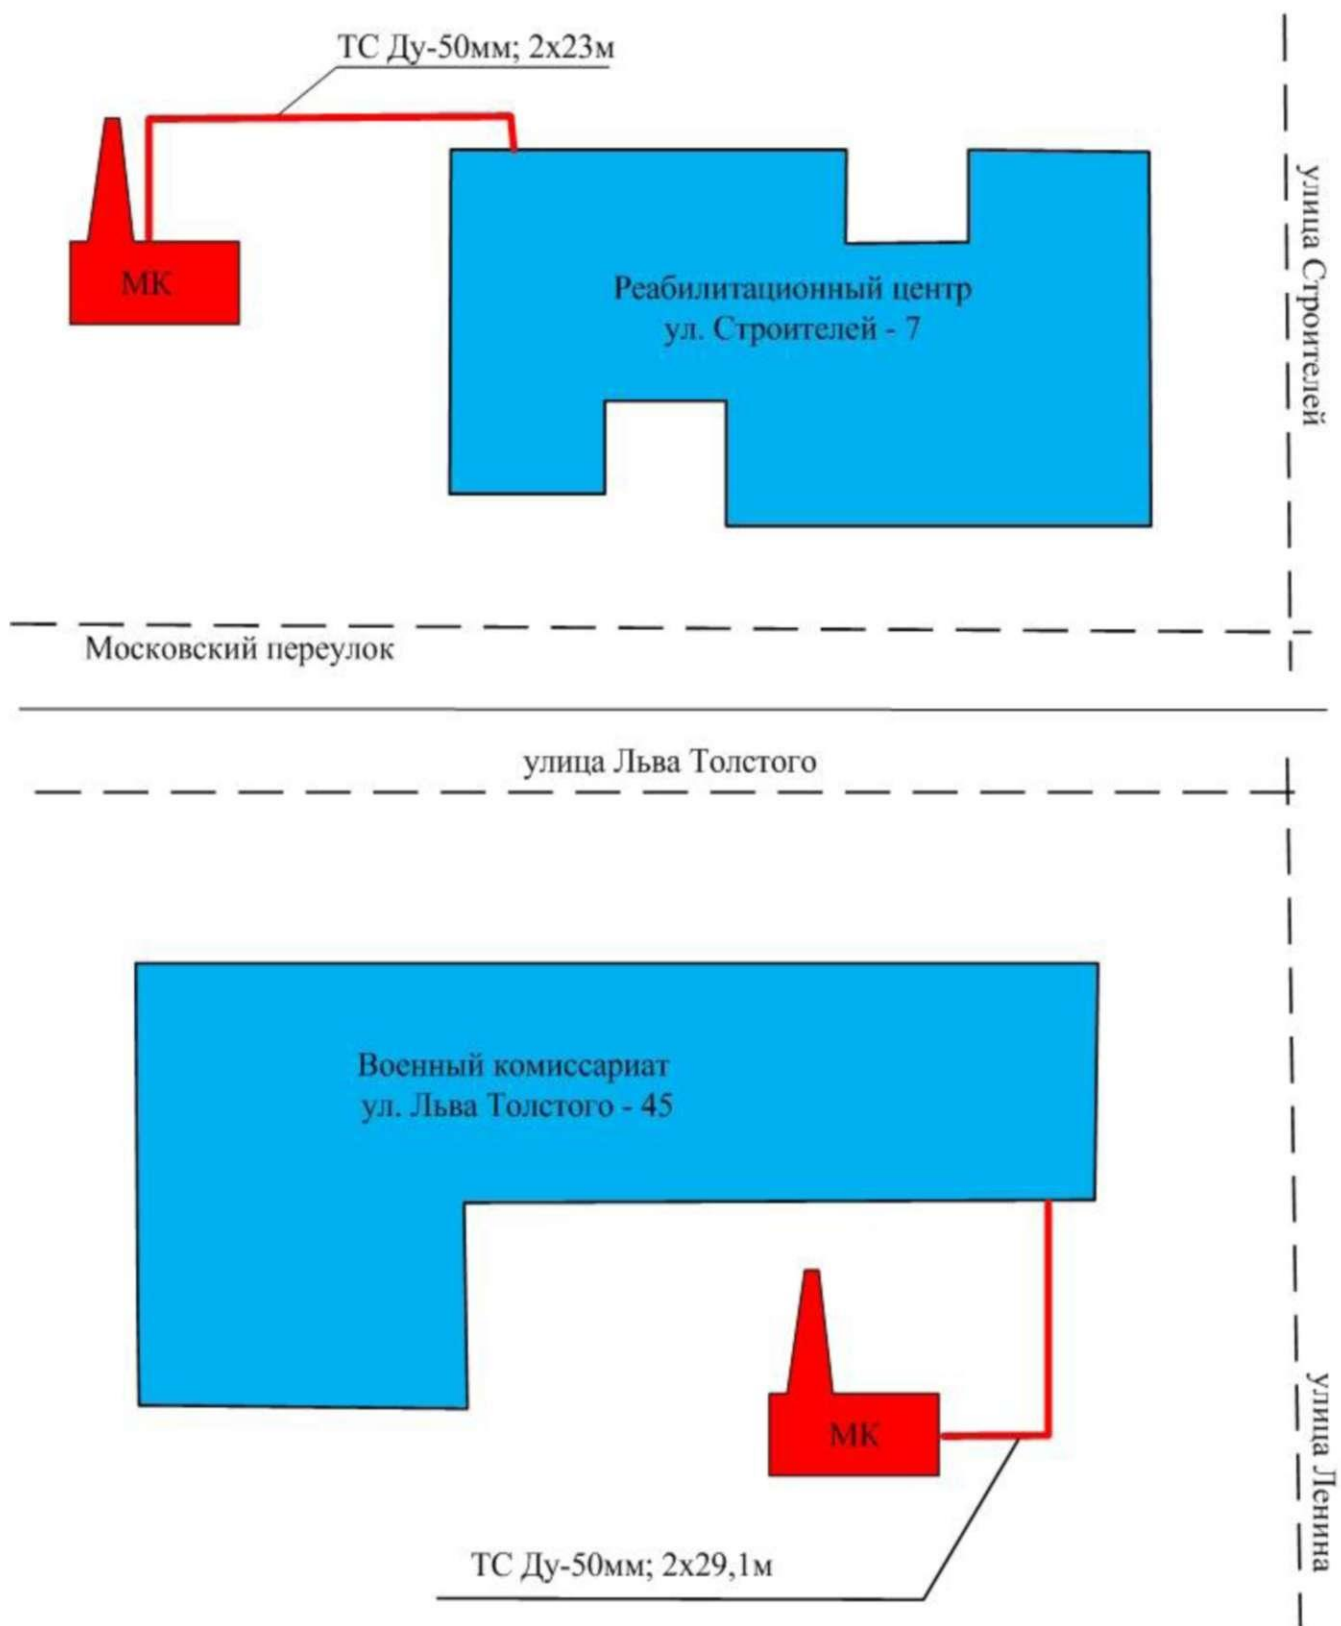 ТС Ду-50мм; 2х23м
МК
Реабилитационный центр
ул. Строителей - 7
улица Строителей
Московский переулок
улица Льва Толстого
Военный комиссариат
ул. Льва Толстого - 45
МК
улица Ленина
ТС Ду-50мм; 2х29,1м